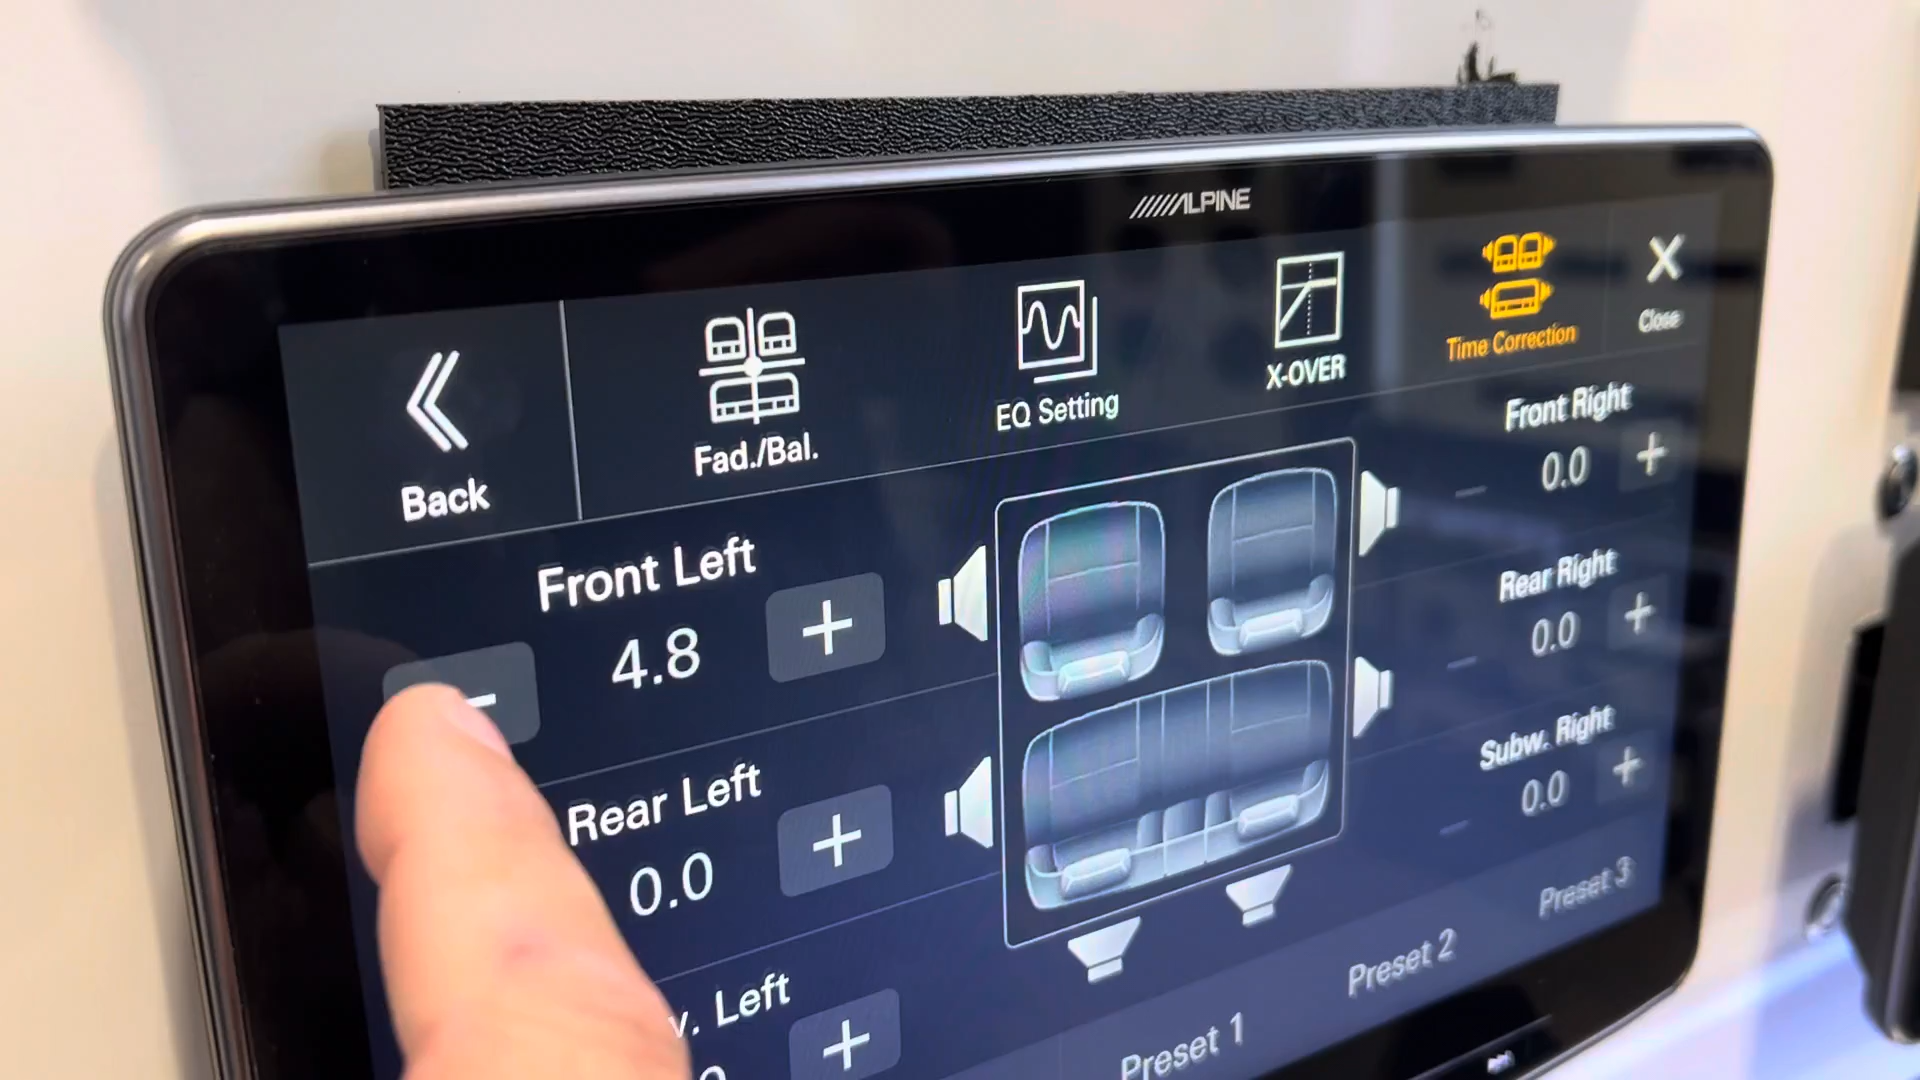 ALPINE
Back
Fad./Bal.
EQ Setting
X-OVER
Time Correction
Close
Front Left
4.8
Front Right
0.0
Rear Left
0.0
Rear Right
0.0
Left
Subw. Right
0.0
Preset 1
Preset 2
Preset 3